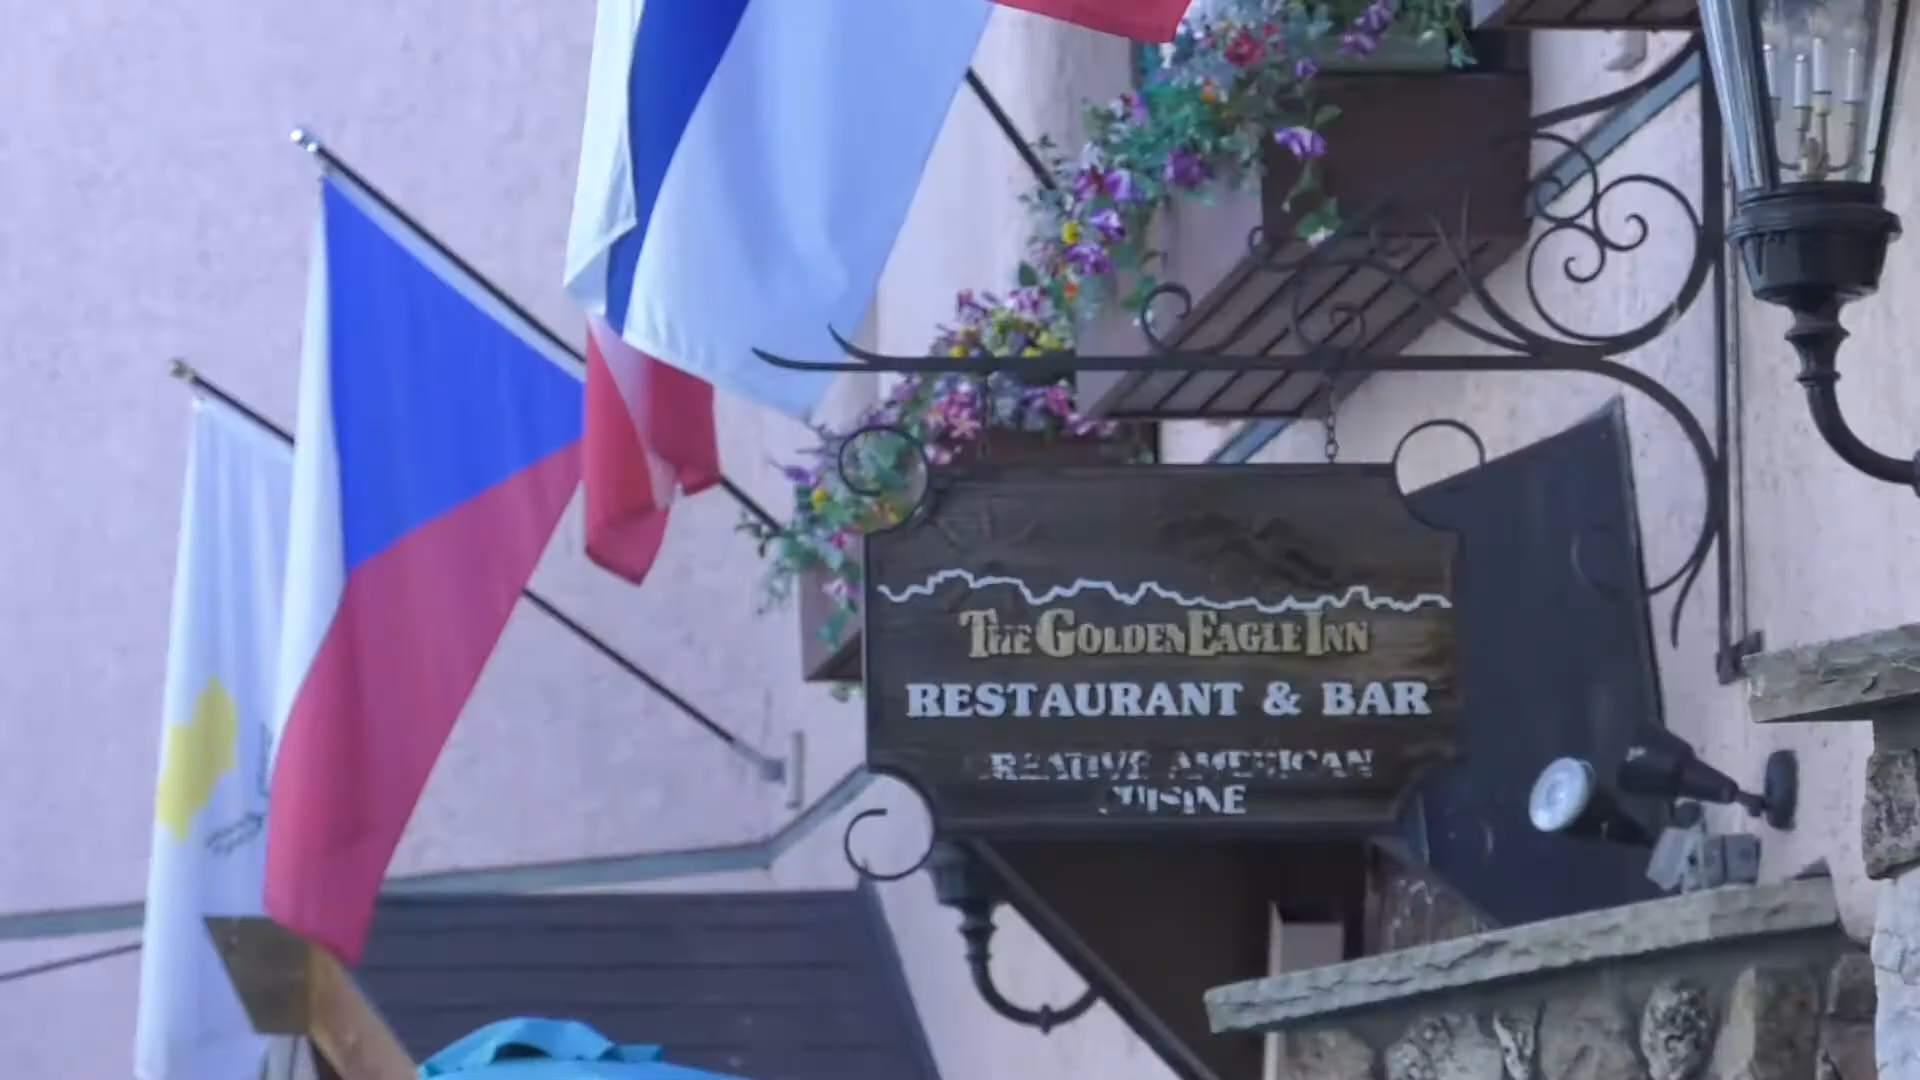 THE GOLDEN EAGLE INN
RESTAURANT & BAR
CREATIVE AMERICAN
CUISINE